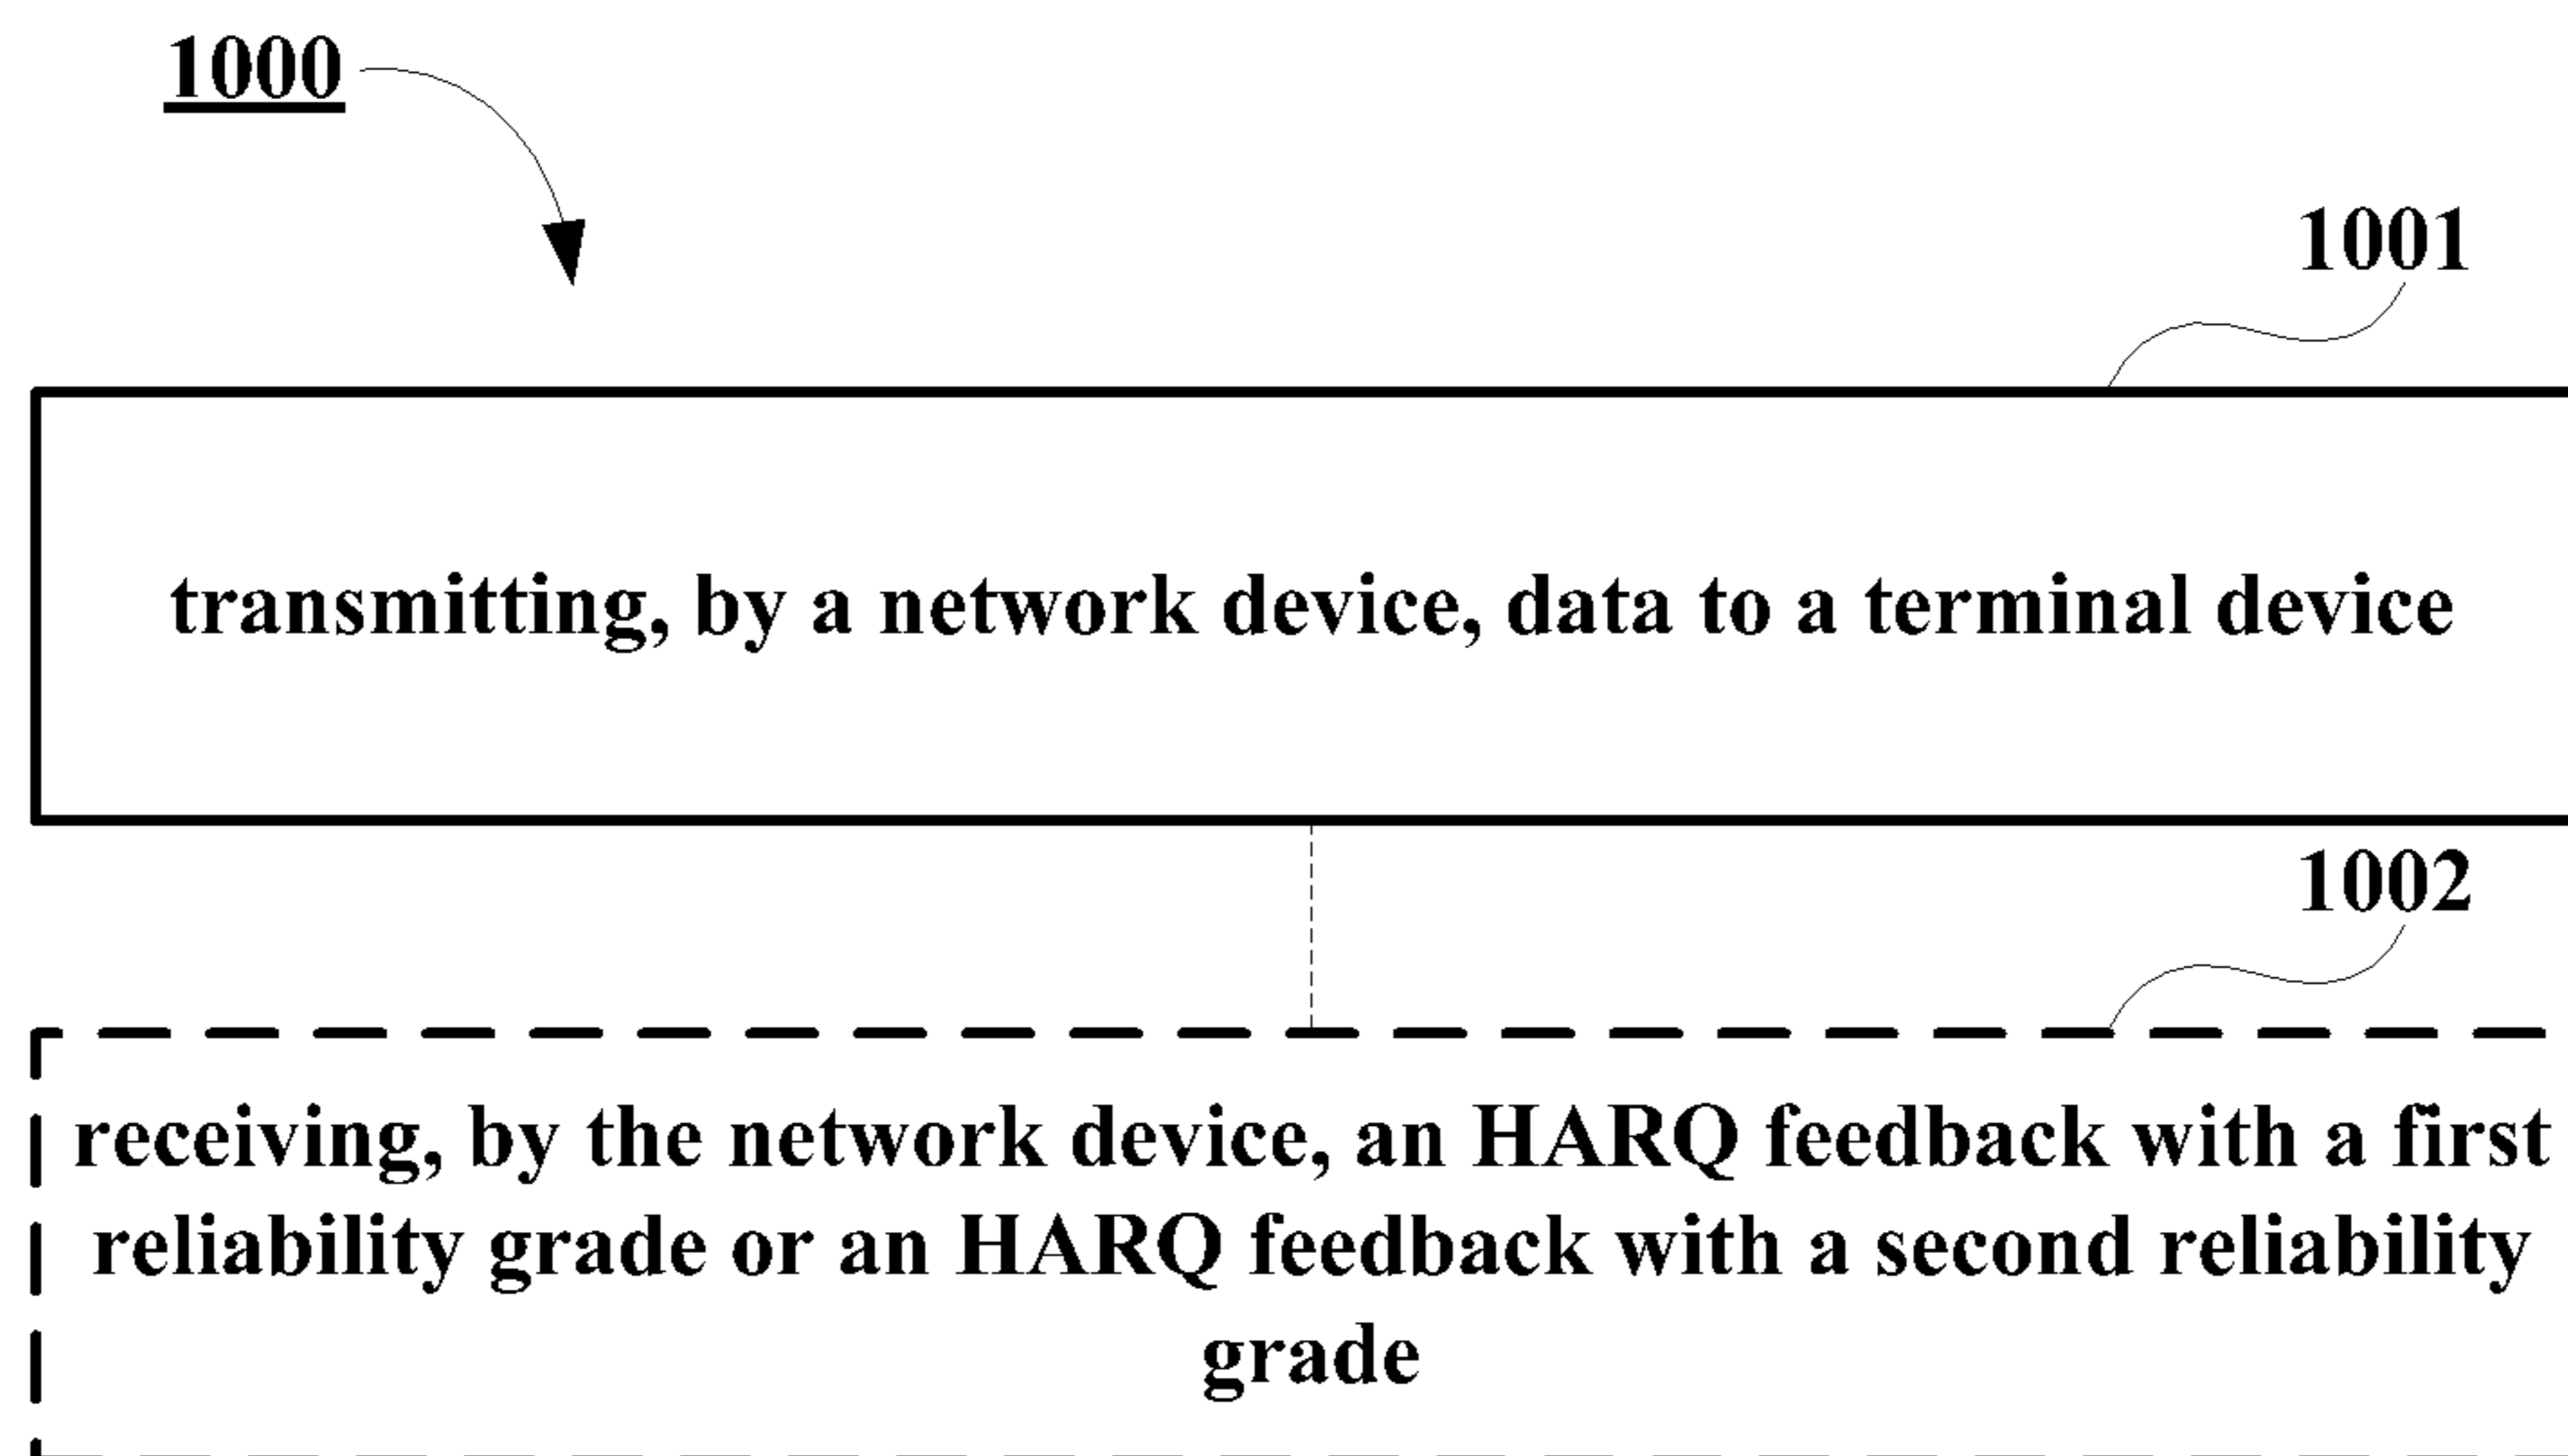 1000
1001
transmitting, by a network device, data to a terminal device
1002
receiving, by the network device, an HARQ feedback with a first
reliability grade or an HARQ feedback with a second reliability
grade